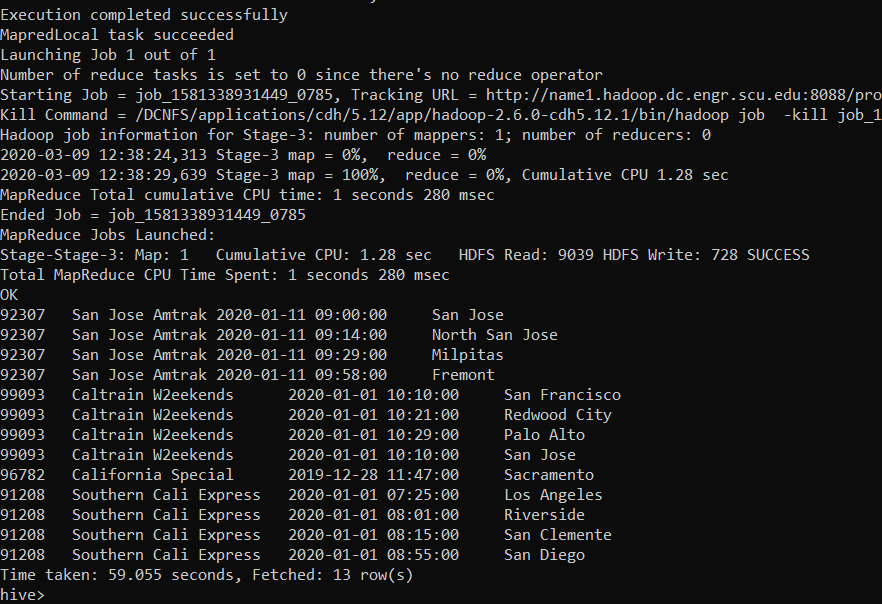 Execution completed successfully
MapredLocal task succeeded
Launching Job 1 out of 1
Number of reduce tasks is set to 0 since there's no reduce operator
Starting Job = job_1581338931449_0785, Tracking URL = http://name1.hadoop.dc.engr.scu.edu:8088/pro
Kill Command = /DCNFS/applications/cdh/5.12/app/hadoop-2.6.0-cdh5.12.1/bin/hadoop job  -kill job_1
Hadoop job information for Stage-3: number of mappers: 1; number of reducers: 0
2020-03-09 12:38:24,313 Stage-3 map = 0%,  reduce = 0%
2020-03-09 12:38:29,639 Stage-3 map = 100%,  reduce = 0%, Cumulative CPU 1.28 sec
MapReduce Total cumulative CPU time: 1 seconds 280 msec
Ended Job = job_1581338931449_0785
MapReduce Jobs Launched:
Stage-Stage-3: Map: 1   Cumulative CPU: 1.28 sec   HDFS Read: 9039 HDFS Write: 728 SUCCESS
Total MapReduce CPU Time Spent: 1 seconds 280 msec
OK
92307   San Jose Amtrak 2020-01-11 09:00:00     San Jose
92307   San Jose Amtrak 2020-01-11 09:14:00     North San Jose
92307   San Jose Amtrak 2020-01-11 09:29:00     Milpitas
92307   San Jose Amtrak 2020-01-11 09:58:00     Fremont
99093   Caltrain W2eekends      2020-01-01 10:10:00     San Francisco
99093   Caltrain W2eekends      2020-01-01 10:21:00     Redwood City
99093   Caltrain W2eekends      2020-01-01 10:29:00     Palo Alto
99093   Caltrain W2eekends      2020-01-01 10:10:00     San Jose
96782   California Special      2019-12-28 11:47:00     Sacramento
91208   Southern Cali Express   2020-01-01 07:25:00     Los Angeles
91208   Southern Cali Express   2020-01-01 08:01:00     Riverside
91208   Southern Cali Express   2020-01-01 08:15:00     San Clemente
91208   Southern Cali Express   2020-01-01 08:55:00     San Diego
Time taken: 59.055 seconds, Fetched: 13 row(s)
hive>